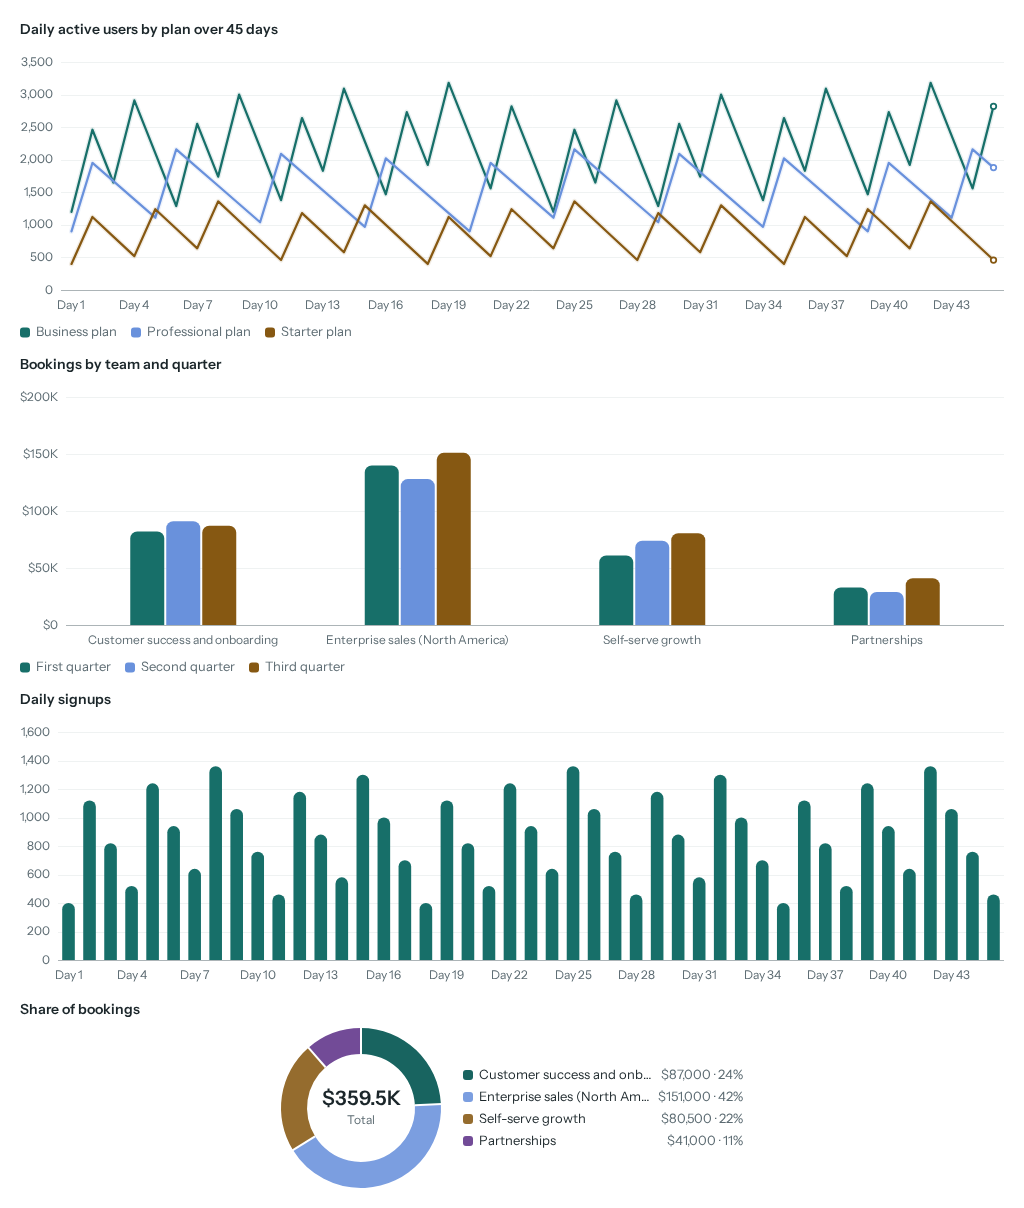 Daily active users by plan over 45 days
3,500
3,000
2,500
2,000
1,500
1,000
500
0
Day 1 Day 4 Day 7 Day 10 Day 13 Day 16 Day 19 Day 22 Day 25 Day 28 Day 31 Day 34 Day 37 Day 40 Day 43
Business plan Professional plan Starter plan
Bookings by team and quarter
$200K
$150K
$100K
$50K
$0
Customer success and onboarding Enterprise sales (North America) Self-serve growth Partnerships
First quarter Second quarter Third quarter
Daily signups
1,600
1,400
1,200
1,000
800
600
400
200
0
Day 1 Day 4 Day 7 Day 10 Day 13 Day 16 Day 19 Day 22 Day 25 Day 28 Day 31 Day 34 Day 37 Day 40 Day 43
Share of bookings
$359.5K
Total
Customer success and onb... $87,000 · 24%
Enterprise sales (North Am... $151,000 · 42%
Self-serve growth $80,500 · 22%
Partnerships $41,000 · 11%